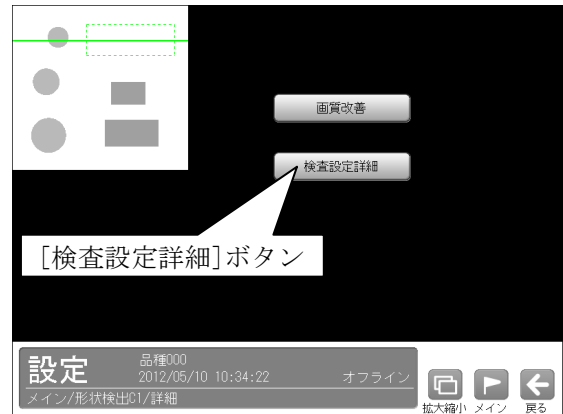 画質改善
検査設定詳細
[検査設定詳細]ボタン
設定
品種000
2012/05/10 10:34:22
オフライン
メイン/形状検出C1/詳細
拡大縮小 メイン 戻る